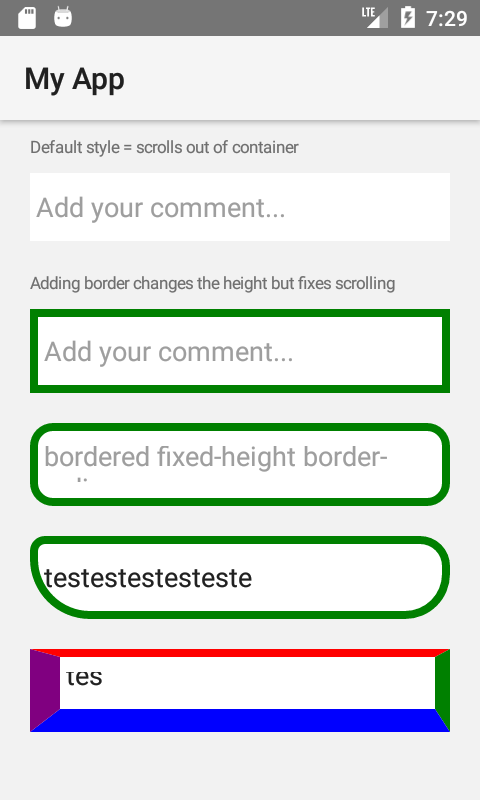 LTE 7:29
My App
Default style = scrolls out of container
Add your comment...
Adding border changes the height but fixes scrolling
Add your comment...
bordered fixed-height border-
testestestesteste
tes